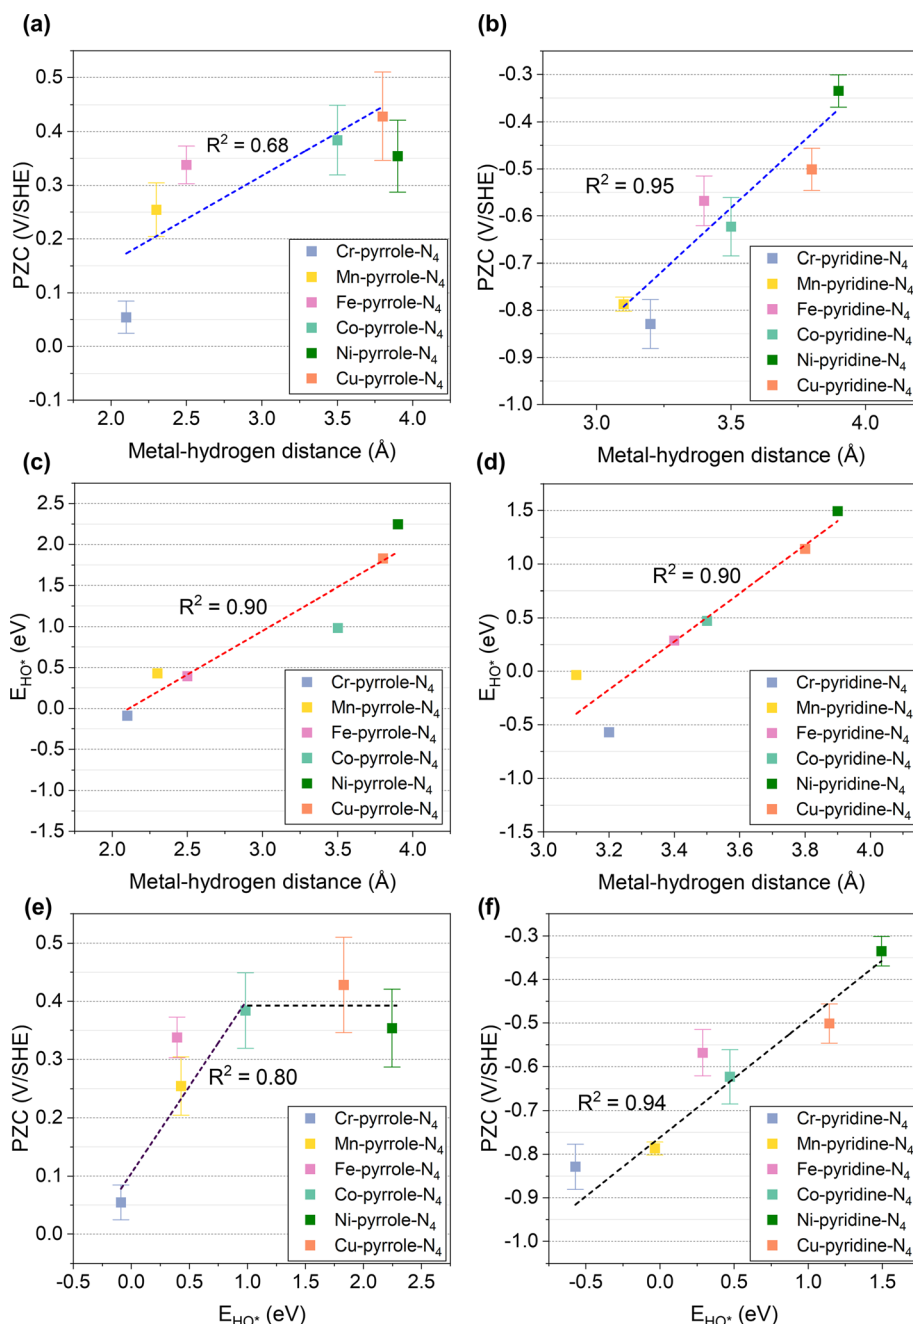 (a)
0.5
0.4
0.3
0.2
0.1
0.0
-0.1
PZC (V/SHE)
R² = 0.68
Cr-pyrrole-N₄
Mn-pyrrole-N₄
Fe-pyrrole-N₄
Co-pyrrole-N₄
Ni-pyrrole-N₄
Cu-pyrrole-N₄
2.0 2.5 3.0 3.5 4.0
Metal-hydrogen distance (Å)
(b)
-0.3
-0.4
-0.5
-0.6
-0.7
-0.8
-0.9
-1.0
PZC (V/SHE)
R² = 0.95
Cr-pyridine-N₄
Mn-pyridine-N₄
Fe-pyridine-N₄
Co-pyridine-N₄
Ni-pyridine-N₄
Cu-pyridine-N₄
3.0 3.5 4.0
Metal-hydrogen distance (Å)
(c)
2.5
2.0
1.5
1.0
0.5
0.0
-0.5
-1.0
-1.5
E_HO* (eV)
R² = 0.90
Cr-pyrrole-N₄
Mn-pyrrole-N₄
Fe-pyrrole-N₄
Co-pyrrole-N₄
Ni-pyrrole-N₄
Cu-pyrrole-N₄
2.0 2.5 3.0 3.5 4.0
Metal-hydrogen distance (Å)
(d)
1.5
1.0
0.5
0.0
-0.5
-1.0
-1.5
E_HO* (eV)
R² = 0.90
Cr-pyridine-N₄
Mn-pyridine-N₄
Fe-pyridine-N₄
Co-pyridine-N₄
Ni-pyridine-N₄
Cu-pyridine-N₄
3.0 3.2 3.4 3.6 3.8 4.0
Metal-hydrogen distance (Å)
(e)
0.5
0.4
0.3
0.2
0.1
0.0
PZC (V/SHE)
R² = 0.80
Cr-pyrrole-N₄
Mn-pyrrole-N₄
Fe-pyrrole-N₄
Co-pyrrole-N₄
Ni-pyrrole-N₄
Cu-pyrrole-N₄
-0.5 0.0 0.5 1.0 1.5 2.0 2.5
E_HO* (eV)
(f)
-0.3
-0.4
-0.5
-0.6
-0.7
-0.8
-0.9
-1.0
PZC (V/SHE)
R² = 0.94
Cr-pyridine-N₄
Mn-pyridine-N₄
Fe-pyridine-N₄
Co-pyridine-N₄
Ni-pyridine-N₄
Cu-pyridine-N₄
-0.5 0.0 0.5 1.0 1.5
E_HO* (eV)